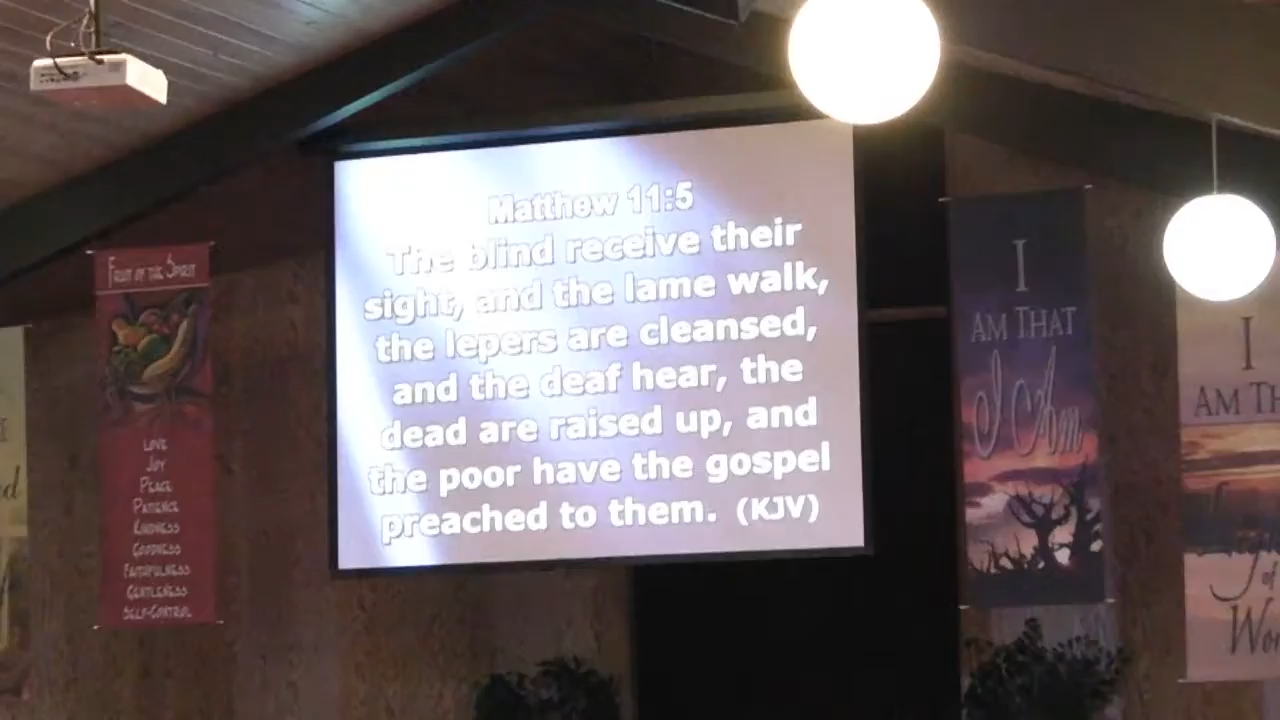 Matthew 11:5
The blind receive their
sight, and the lame walk,
the lepers are cleansed,
and the deaf hear, the
dead are raised up, and
the poor have the gospel
preached to them. (KJV)
FRUIT OF THE SPIRIT
LOVE
JOY
PEACE
PATIENCE
KINDNESS
GOODNESS
FAITHFULNESS
GENTLENESS
SELF-CONTROL
I
AM THAT
I Am
I
AM
of